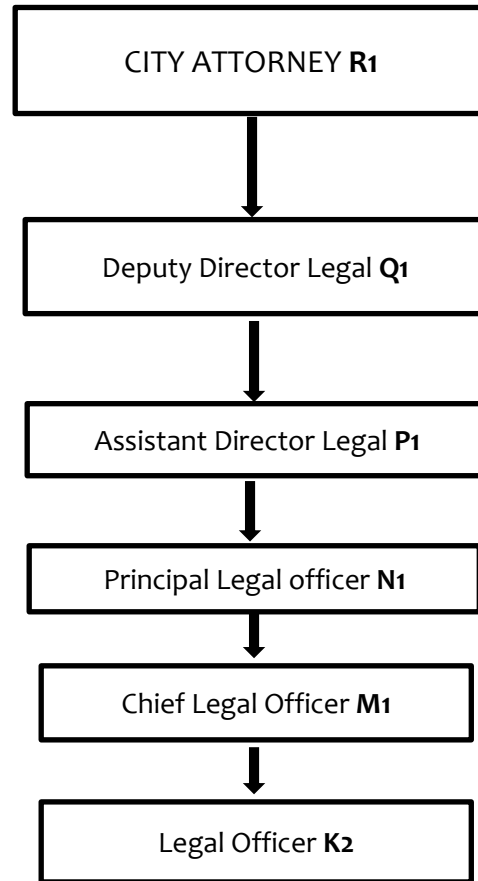 CITY ATTORNEY R1
Deputy Director Legal Q1
Assistant Director Legal P1
Principal Legal officer N1
Chief Legal Officer M1
Legal Officer K2